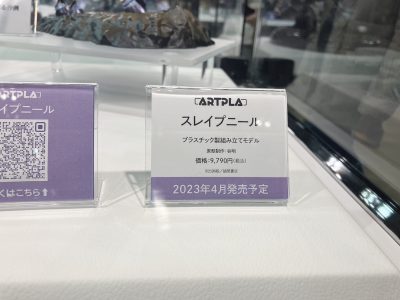 ARTPLA
イプニール
くはこちら⬆
ARTPLA
スレイプニール
プラスチック製組み立てモデル
価格:9,790円(税込)
2023年4月発売予定